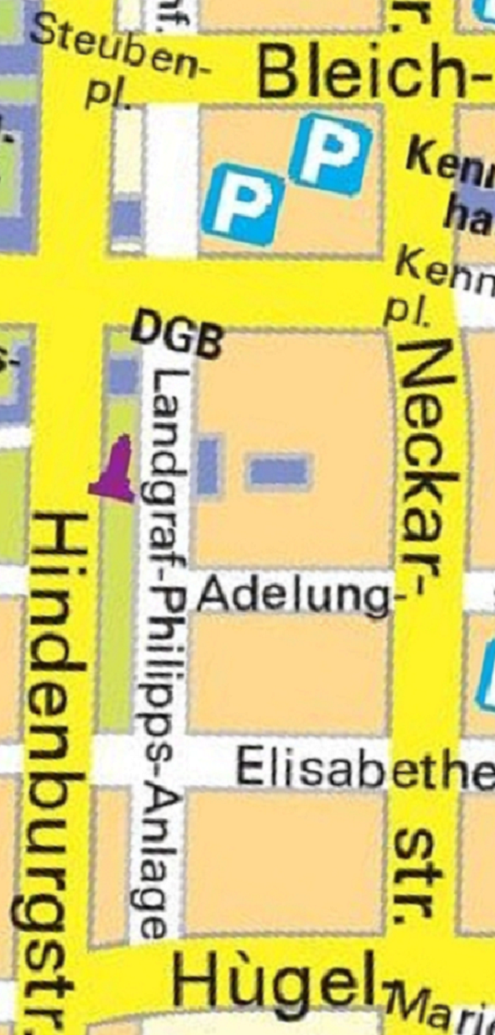 Steuben-
pl.
Bleich-
P
P
Kenn
ha
Kenn
pl.
DGB
Landgraf-Philipps-Anlage
Neckar-
str.
Hindenburgstr.
Adelung-
Elisabethe
Hùgel-
Mari